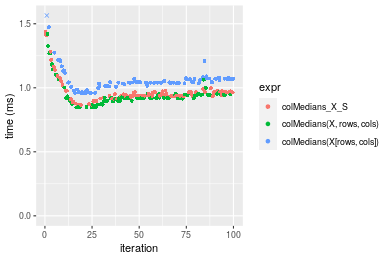 1.5
1.0
0.5
0.0
time (ms)
0
25
50
75
100
iteration
expr
colMedians_X_S
colMedians(X, rows, cols)
colMedians(X[rows, cols])